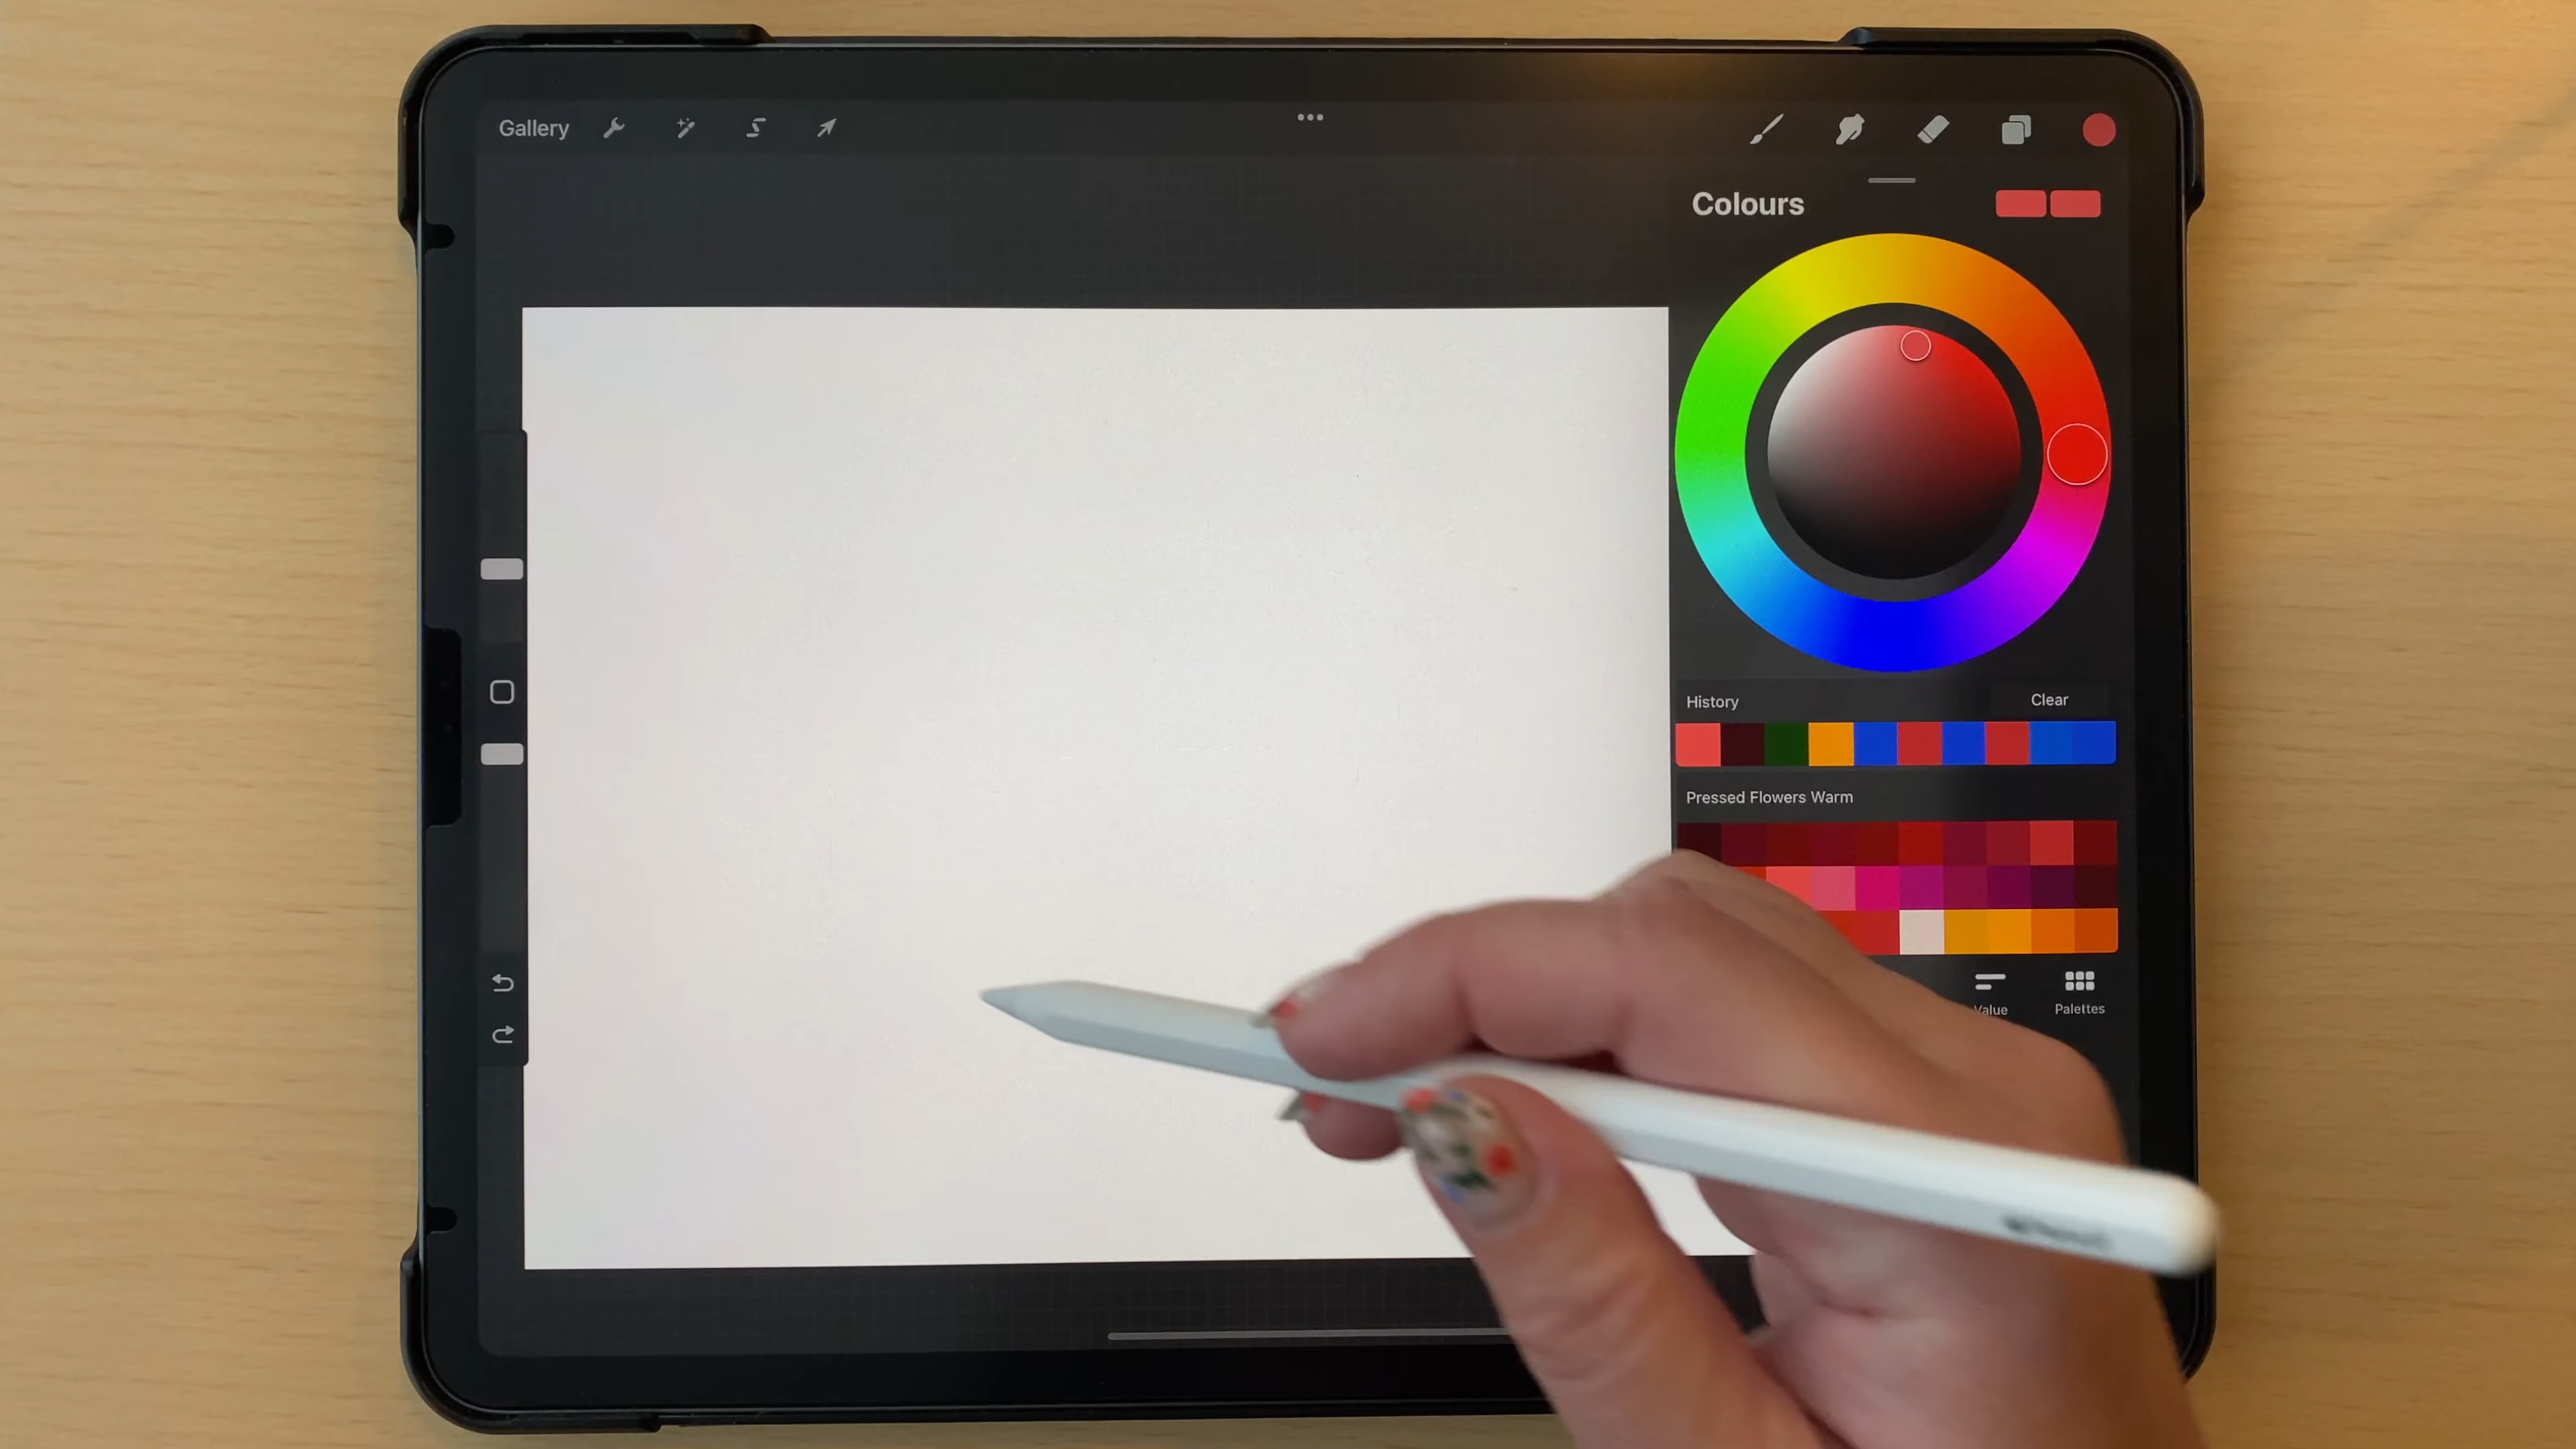 Gallery
Colours
History
Clear
Pressed Flowers Warm
Value
Palettes